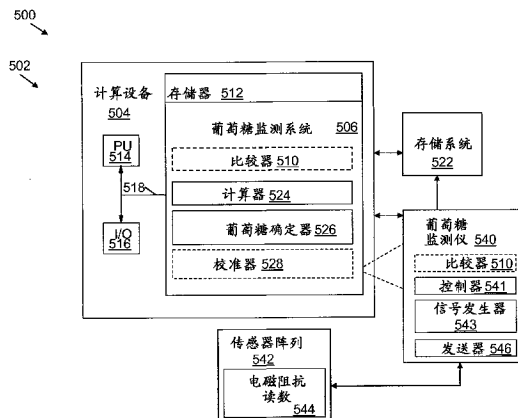 500
502
计算设备
504
PU
514
518
I/O
516
存储器 512
葡萄糖监测系统 506
比较器 510
计算器 524
葡萄糖确定器 526
校准器 528
存储系统
522
葡萄糖
监测仪 540
比较器 510
控制器 541
信号发生器
543
发送器 546
传感器阵列
542
电磁阻抗
读数
544